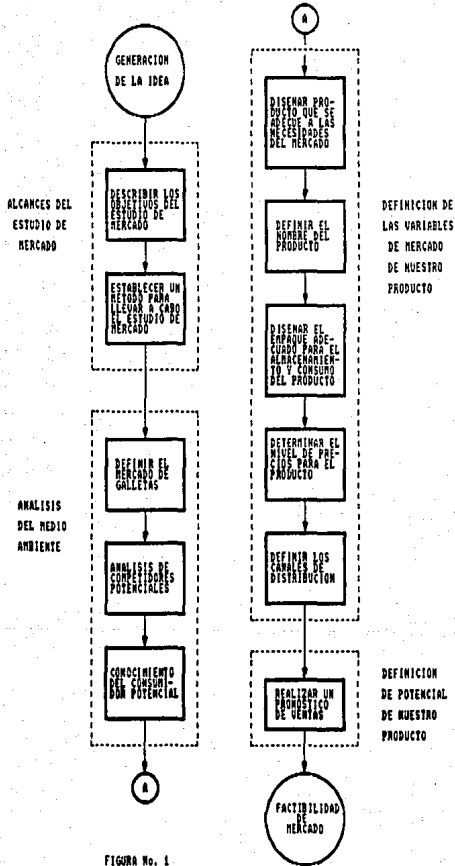 GENERACION
DE LA IDEA
ALCANCES DEL
ESTUDIO DE
MERCADO
DESCRIBIR LOS
OBJETIVOS DEL
ESTUDIO DE
MERCADO
ESTABLECER UN
METODO PARA
LLEVAR A CABO
EL ESTUDIO DE
MERCADO
ANALISIS
DEL MEDIO
AMBIENTE
DEFINIR EL
MERCADO DE
GALLETAS
ANALISIS DE
COMPETIDORES
POTENCIALES
CONOCIMIENTO
DEL CONSUMI-
DOR POTENCIAL
A
A
DISENAR PRO-
DUCTO QUE SE
ADECUE A LAS
NECESIDADES
DEL MERCADO
DEFINIR EL
NOMBRE DEL
PRODUCTO
DISENAR EL
EMPAQUE ADE-
CUADO PARA EL
ALMACENAMIEN-
TO Y CONSUMO
DEL PRODUCTO
DETERMINAR EL
NIVEL DE PRE-
CIOS PARA EL
PRODUCTO
DEFINIR LOS
CANALES DE
DISTRIBUCION
DEFINICION DE
LAS VARIABLES
DE MERCADO
DE NUESTRO
PRODUCTO
REALIZAR UN
PRONOSTICO
DE VENTAS
DEFINICION
DE POTENCIAL
DE NUESTRO
PRODUCTO
FACTIBILIDAD
DE
MERCADO
FIGURA No. 1